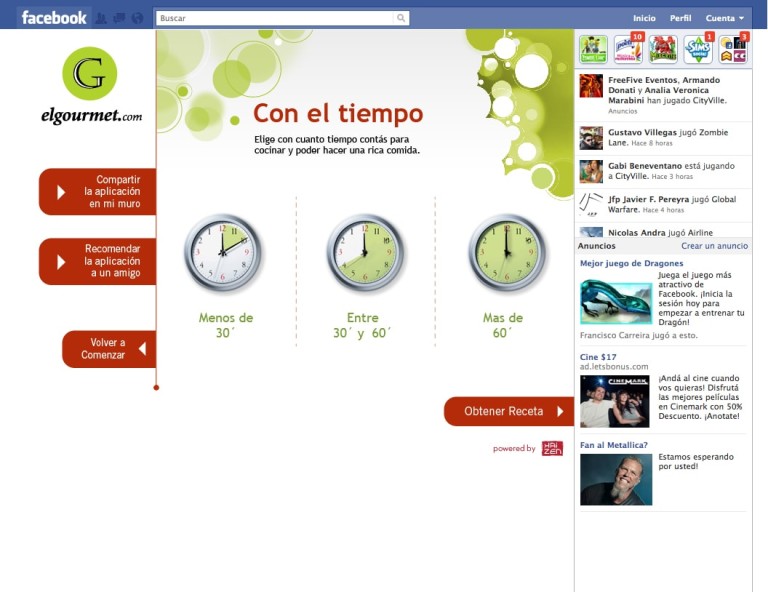 facebook
Buscar
Inicio Perfil Cuenta
G
elgourmet.com
Compartir
la aplicación
en mi muro
Recomendar
la aplicación
a un amigo
Volver a
Comenzar
Con el tiempo
Elige con cuanto tiempo contás para
cocinar y poder hacer una rica comida.
Menos de
30´
Entre
30´ y 60´
Mas de
60´
Obtener Receta
powered by
10
SIMS
1
3
FreeFive Eventos, Armando
Donati y Analia Veronica
Marabini han jugado CityVille.
Anuncios
Gustavo Villegas jugó Zombie
Lane. Hace 8 horas
Gabi Beneventano está jugando
a CityVille. Hace 3 horas
Jfp Javier F. Pereyra jugó Global
Warfare. Hace 4 horas
Nicolas Andra jugó Airline
Anuncios Crear un anuncio
Mejor juego de Dragones
Juega el juego más
atractivo de
Facebook. ¡Inicia la
sesión hoy para
empezar a entrenar tu
Dragón!
Francisco Carreira jugó a esto.
Cine $17
ad.letsbonus.com
CINEMARK
¡Andá al cine cuando
vos quieras! Disfrutá
las mejores películas
en Cinemark con 50%
Descuento. ¡Anotate!
Fan al Metallica?
Estamos esperando
por usted!